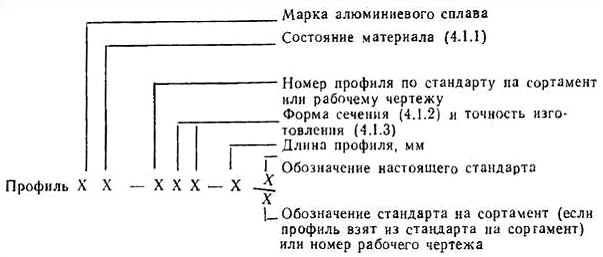 Марка алюминиевого сплава
Состояние материала (4.1.1)
Номер профиля по стандарту на сортамент
или рабочему чертежу
Форма сечения (4.1.2) и точность изго-
товления (4.1.3)
Длина профиля, мм
Обозначение настоящего стандарта
Профиль X X — X X X — X X/X
Обозначение стандарта на сортамент (если
профиль взят из стандарта на сортамент)
или номер рабочего чертежа